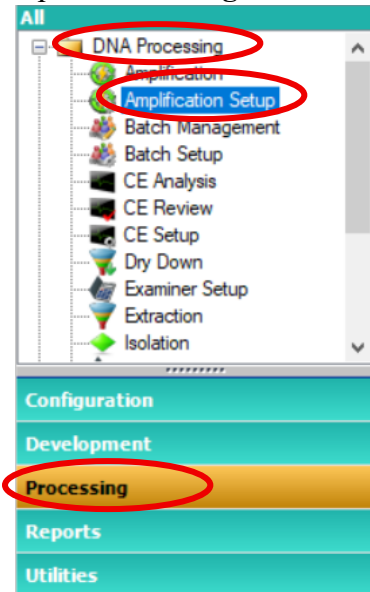 All
DNA Processing
Amplification
Amplification Setup
Batch Management
Batch Setup
CE Analysis
CE Review
CE Setup
Dry Down
Examiner Setup
Extraction
Isolation
Configuration
Development
Processing
Reports
Utilities